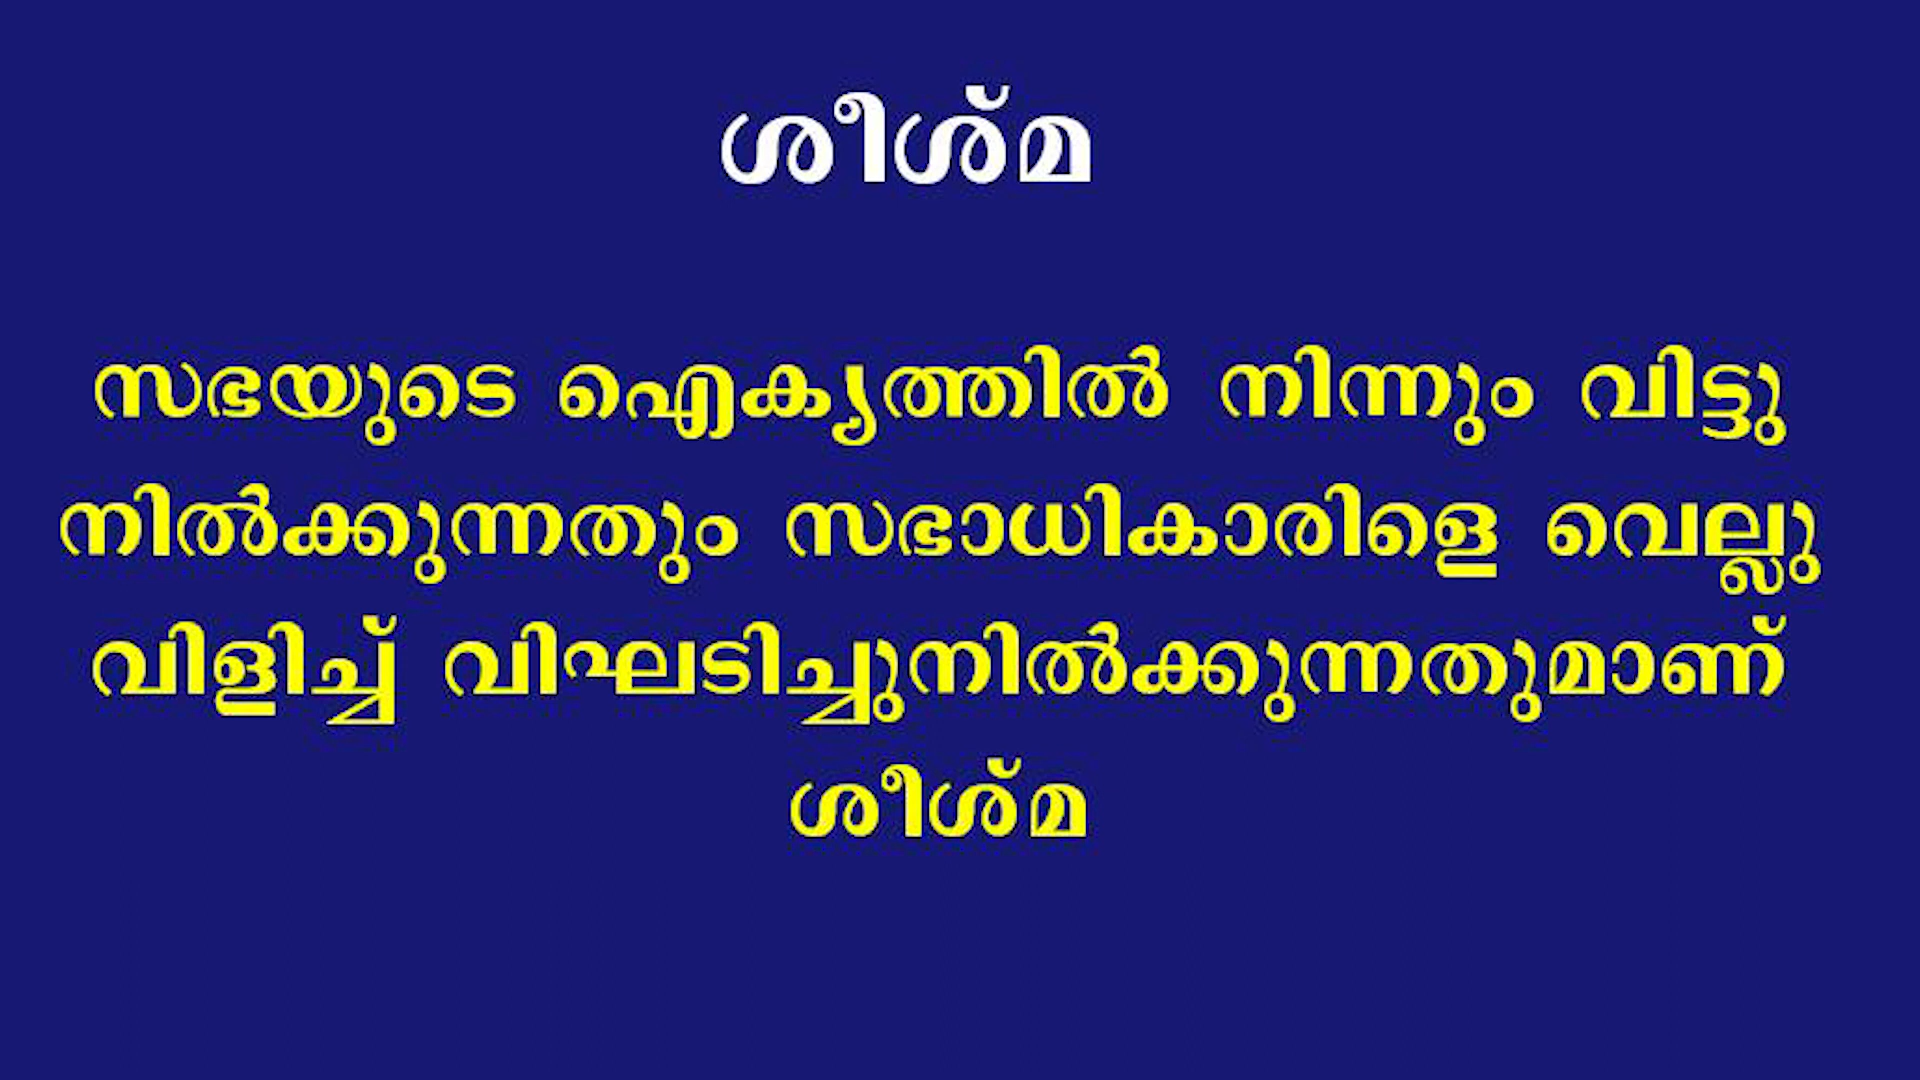 ശീശ്മ
സഭയുടെ ഐക്യത്തിൽ നിന്നും വിട്ടു
നിൽക്കുന്നതും സഭാധികാരിളെ വെല്ലു
വിളിച്ച് വിഘടിച്ചുനിൽക്കുന്നതുമാണ്
ശീശ്മ